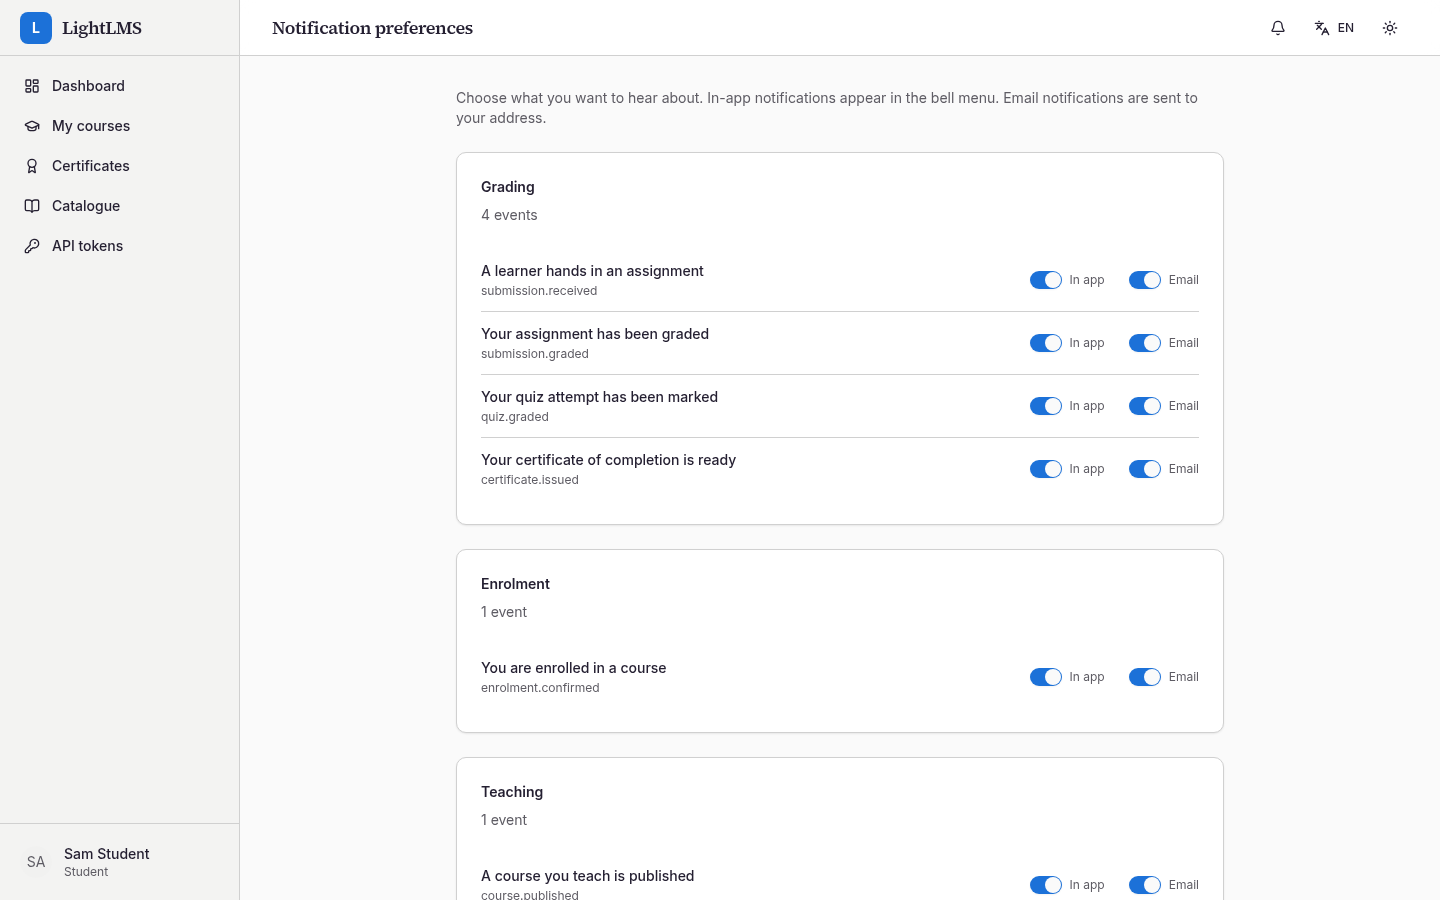 L LightLMS
Notification preferences
EN
Dashboard
My courses
Certificates
Catalogue
API tokens
Choose what you want to hear about. In-app notifications appear in the bell menu. Email notifications are sent to
your address.
Grading
4 events
A learner hands in an assignment
submission.received
In app
Email
Your assignment has been graded
submission.graded
In app
Email
Your quiz attempt has been marked
quiz.graded
In app
Email
Your certificate of completion is ready
certificate.issued
In app
Email
Enrolment
1 event
You are enrolled in a course
enrolment.confirmed
In app
Email
Teaching
1 event
A course you teach is published
course.published
In app
Email
SA
Sam Student
Student